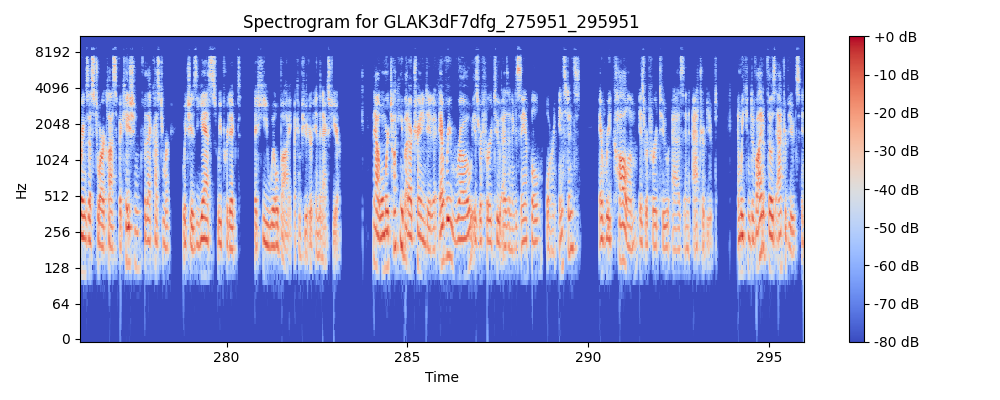 Spectrogram for GLAK3dF7dfg_275951_295951
8192
4096
2048
1024
512
256
128
64
0
Hz
280
285
290
295
Time
+0 dB
-10 dB
-20 dB
-30 dB
-40 dB
-50 dB
-60 dB
-70 dB
-80 dB